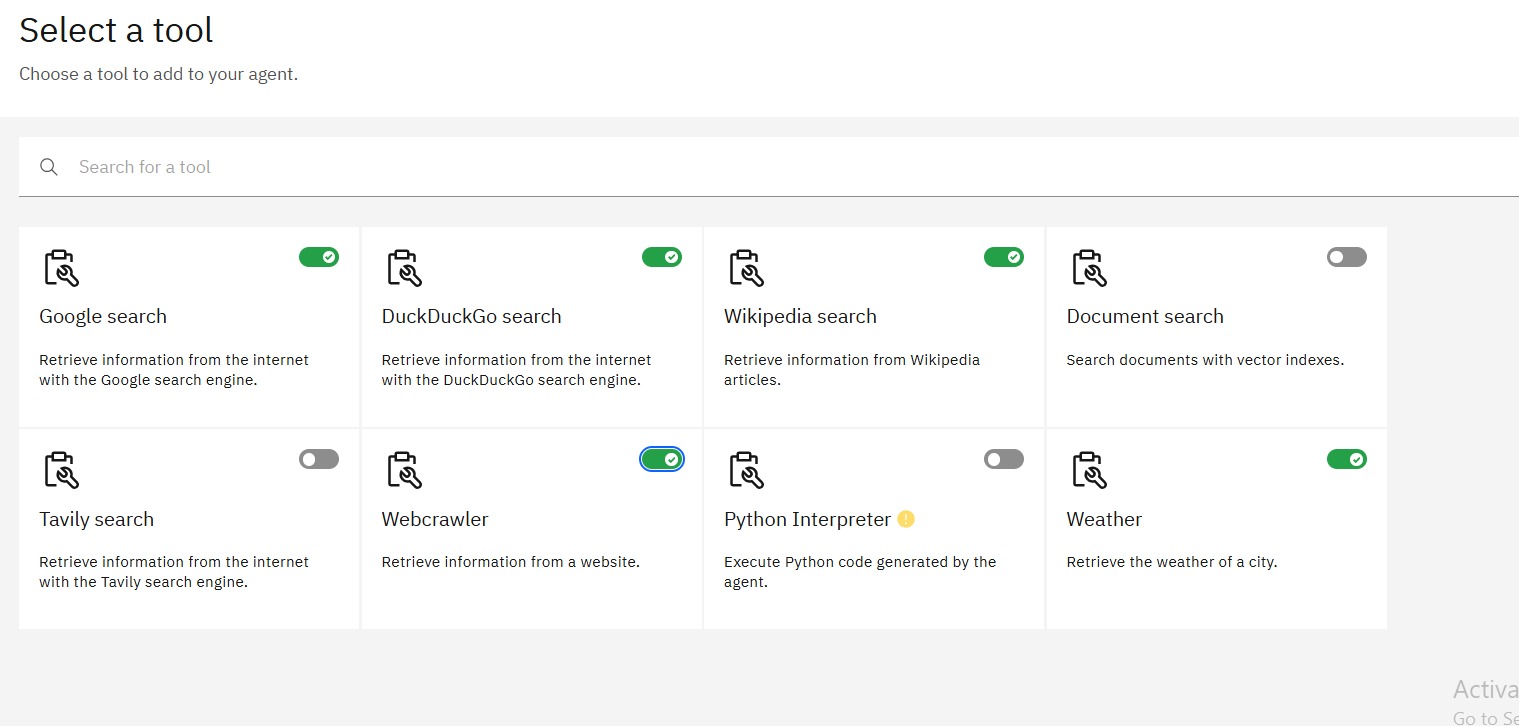 Select a tool
Choose a tool to add to your agent.
Search for a tool
Google search
Retrieve information from the internet
with the Google search engine.
DuckDuckGo search
Retrieve information from the internet
with the DuckDuckGo search engine.
Wikipedia search
Retrieve information from Wikipedia
articles.
Document search
Search documents with vector indexes.
Tavily search
Retrieve information from the internet
with the Tavily search engine.
Webcrawler
Retrieve information from a website.
Python Interpreter
Execute Python code generated by the
agent.
Weather
Retrieve the weather of a city.
Activa
Go to Se